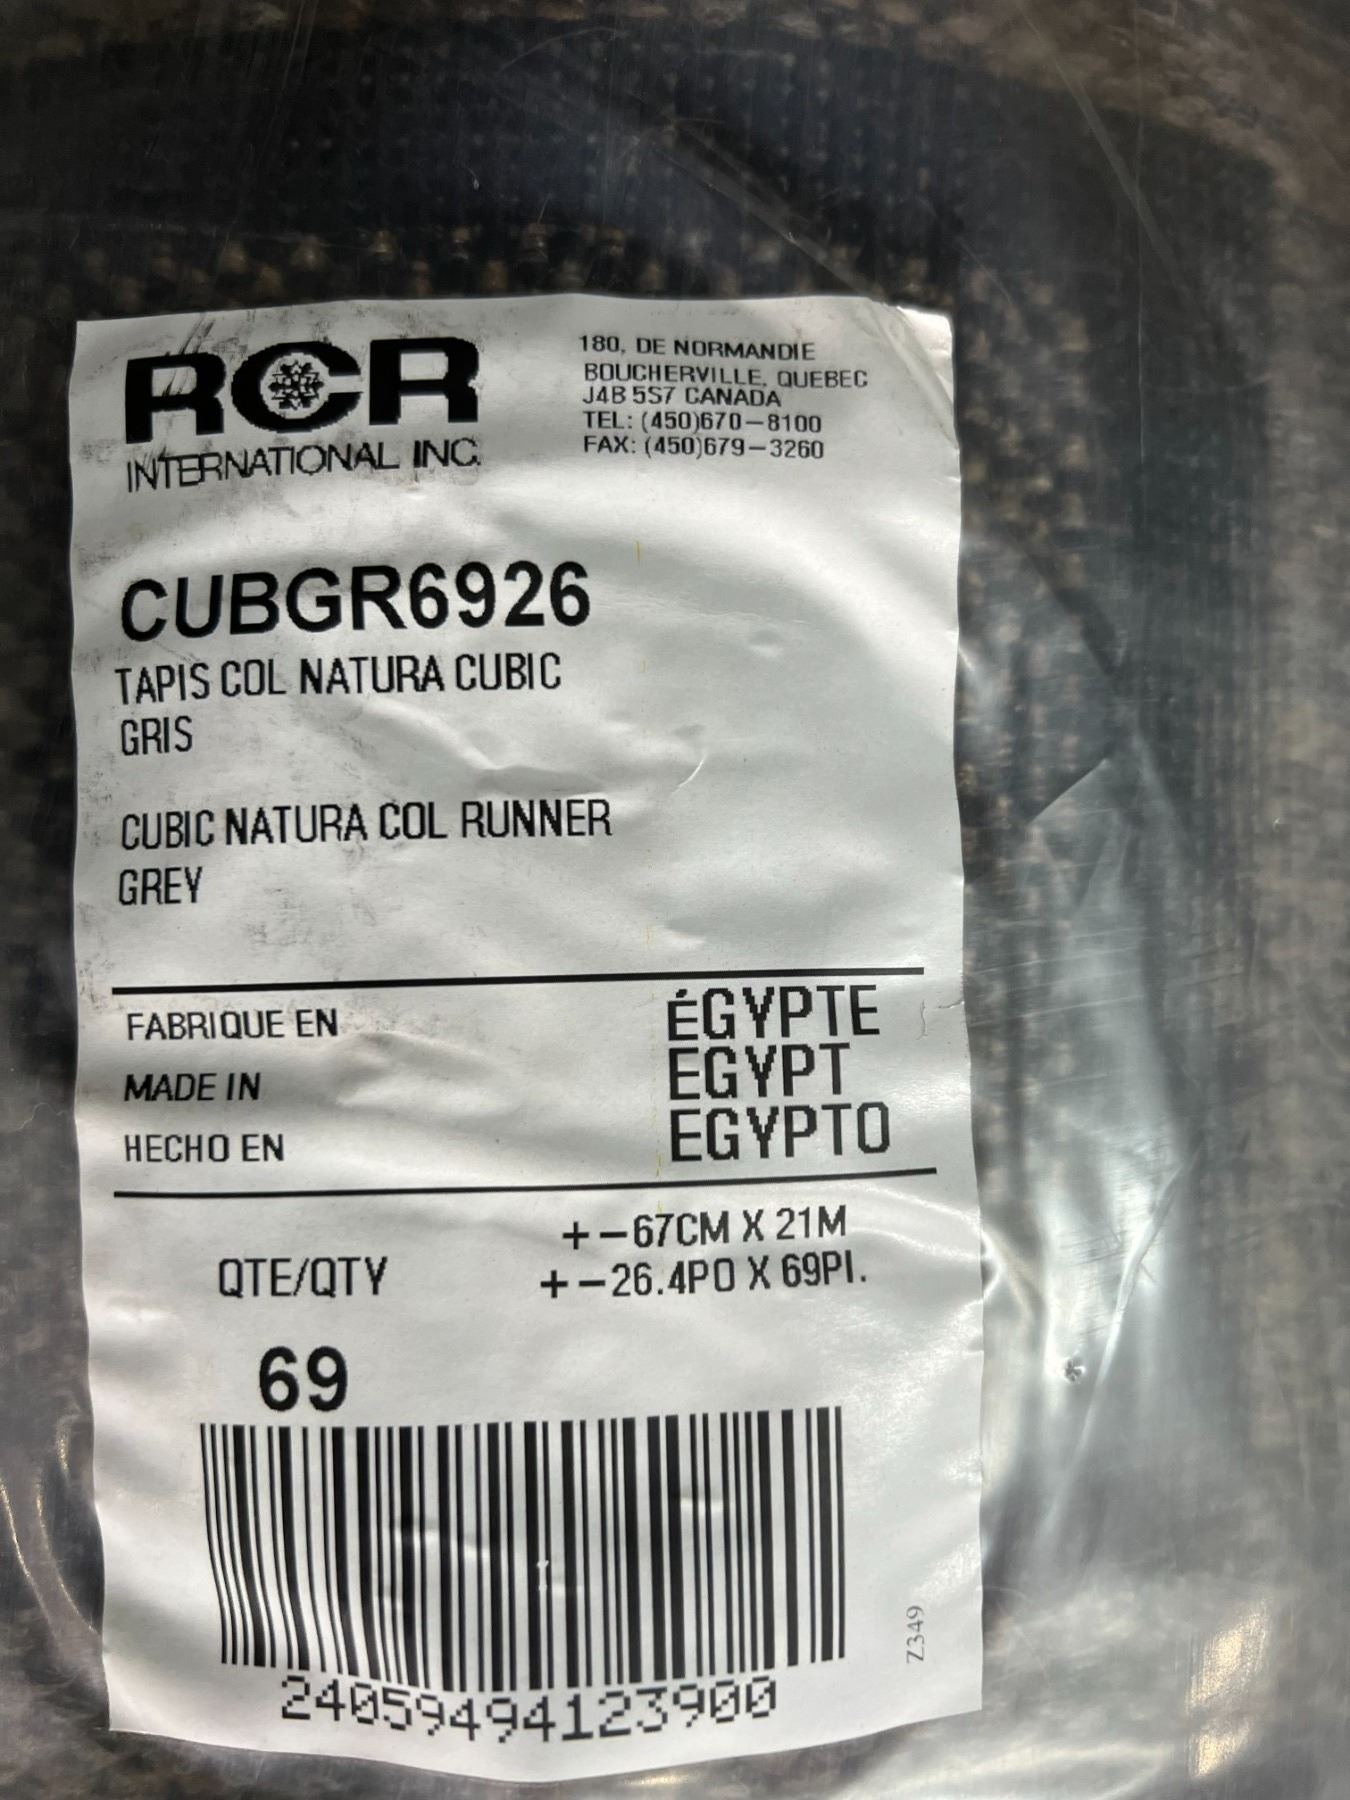 RCR
INTERNATIONAL INC.
180, DE NORMANDIE
BOUCHERVILLE, QUEBEC
J4B 5S7 CANADA
TEL: (450)670-8100
FAX: (450)679-3260
CUBGR6926
TAPIS COL NATURA CUBIC
GRIS
CUBIC NATURA COL RUNNER
GREY
FABRIQUE EN ÉGYPTE
MADE IN EGYPT
HECHO EN EGYPTO
+-67CM X 21M
QTE/QTY +-26.4PO X 69PI.
69
24059494123900
Z349